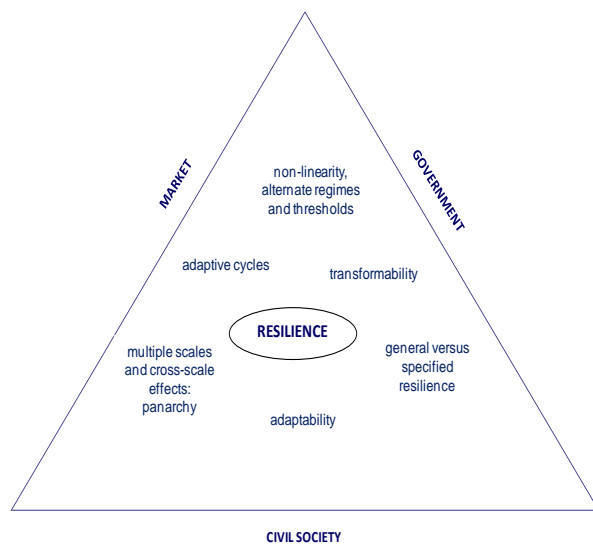 MARKET
GOVERNMENT
non-linearity,
alternate regimes
and thresholds
adaptive cycles
transformability
RESILIENCE
multiple scales
and cross-scale
effects:
panarchy
general versus
specified
resilience
adaptability
CIVIL SOCIETY